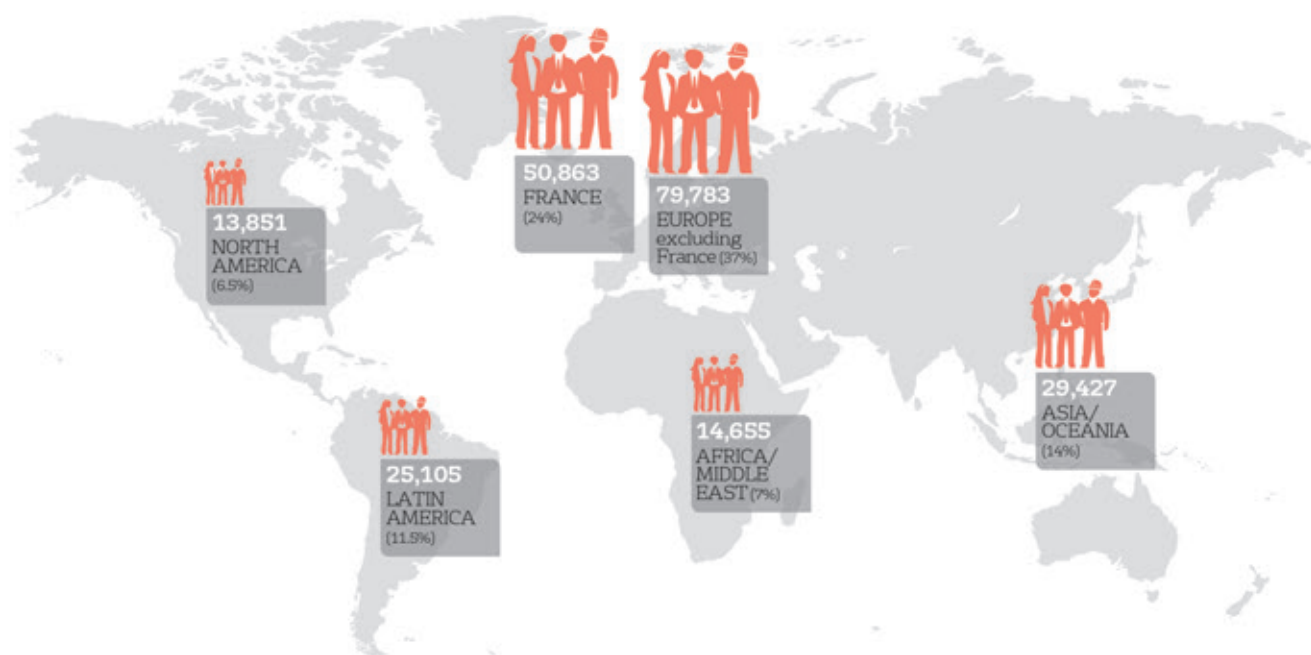 50,863
FRANCE
(24%)
79,783
EUROPE
excluding
France (37%)
13,851
NORTH
AMERICA
(6.5%)
29,427
ASIA/
OCEANIA
(14%)
14,655
AFRICA/
MIDDLE
EAST (7%)
25,105
LATIN
AMERICA
(11.5%)